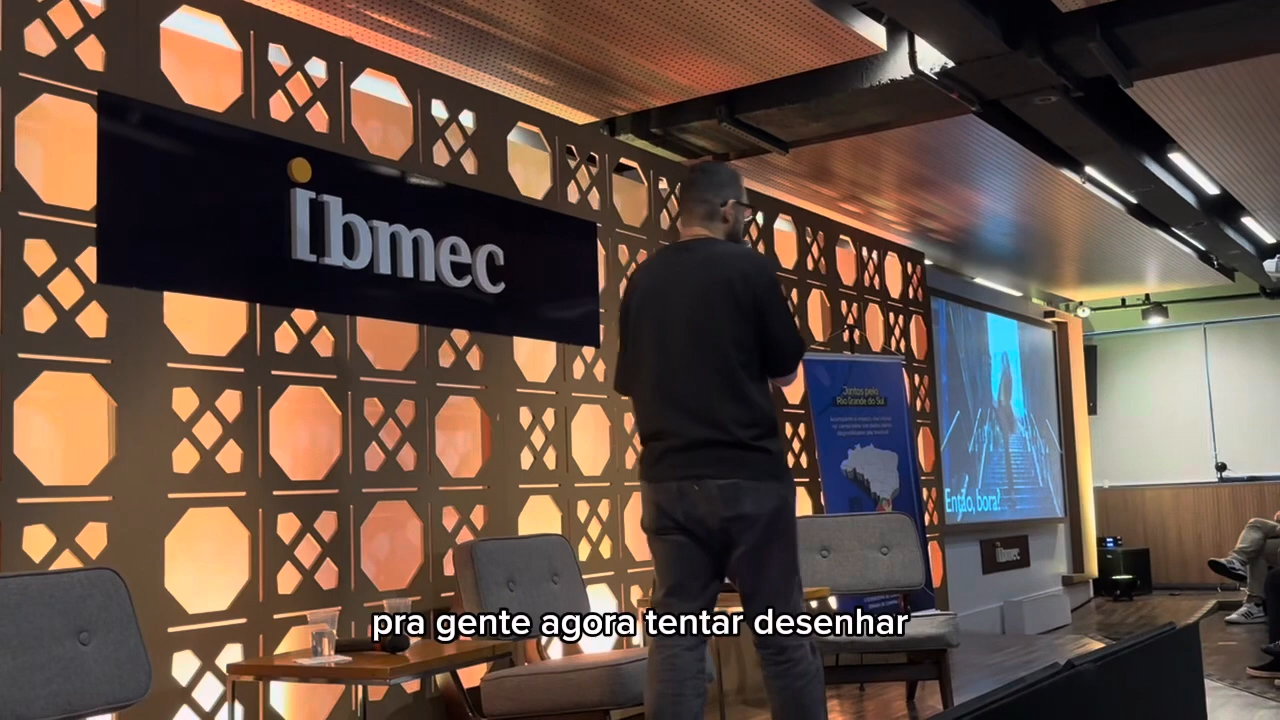 ibmec
Juntos pelo
Rio Grande do Sul
Então, bora!
ibmec
pra gente agora tentar desenhar